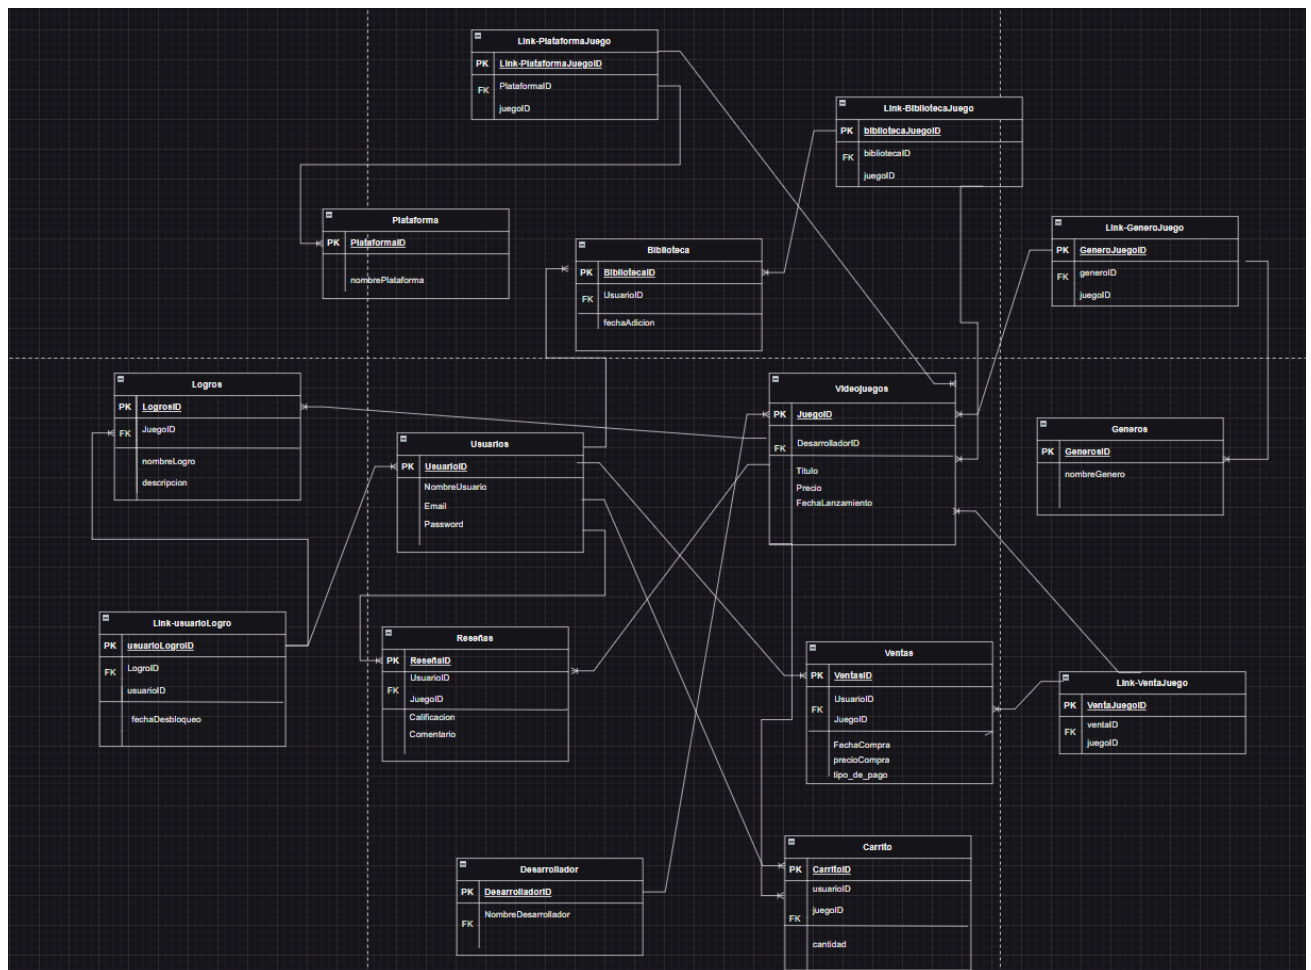 Link-PlataformaJuego
PK Link-PlataformaJuegoID
FK PlataformaID
juegoID
Link-BibliotecaJuego
PK bibliotecaJuegoID
FK bibliotecaID
juegoID
Plataforma
PK PlataformaID
nombrePlataforma
Biblioteca
PK BibliotecaID
FK UsuarioID
fechaAdicion
Link-GeneroJuego
PK GeneroJuegoID
FK generoID
juegoID
Logros
PK LogrosID
FK JuegoID
nombreLogro
descripcion
Usuarios
PK UsuarioID
NombreUsuario
Email
Password
Videojuegos
PK JuegoID
FK DesarrolladorID
Titulo
Precio
FechaLanzamiento
Generos
PK GenerosID
nombreGenero
Link-usuarioLogro
PK usuarioLogroID
FK LogroID
usuarioID
fechaDesbloqueo
Reseñas
PK ReseñaID
UsuarioID
FK
JuegoID
Calificacion
Comentario
Ventas
PK VentasID
UsuarioID
FK
JuegoID
FechaCompra
precioCompra
tipo_de_pago
Link-VentaJuego
PK VentaJuegoID
ventaID
FK
juegoID
Desarrollador
PK DesarrolladorID
NombreDesarrollador
FK
Carrito
PK CarritoID
usuarioID
juegoID
FK
cantidad